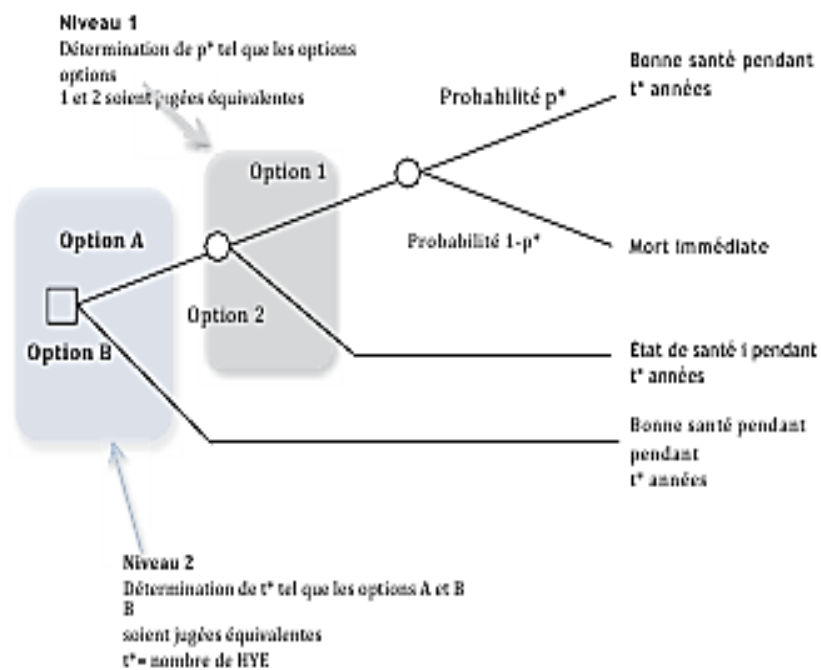 Niveau 1
Détermination de p* tel que les options
options
1 et 2 soient jugées équivalentes
Probabilité p*
Bonne santé pendant
t* années
Option 1
Option A
Probabilité 1-p*
Mort immédiate
Option 2
Option B
État de santé i pendant
t* années
Bonne santé pendant
pendant
t* années
Niveau 2
Détermination de t* tel que les options A et B
B
soient jugées équivalentes
t*= nombre de HYE